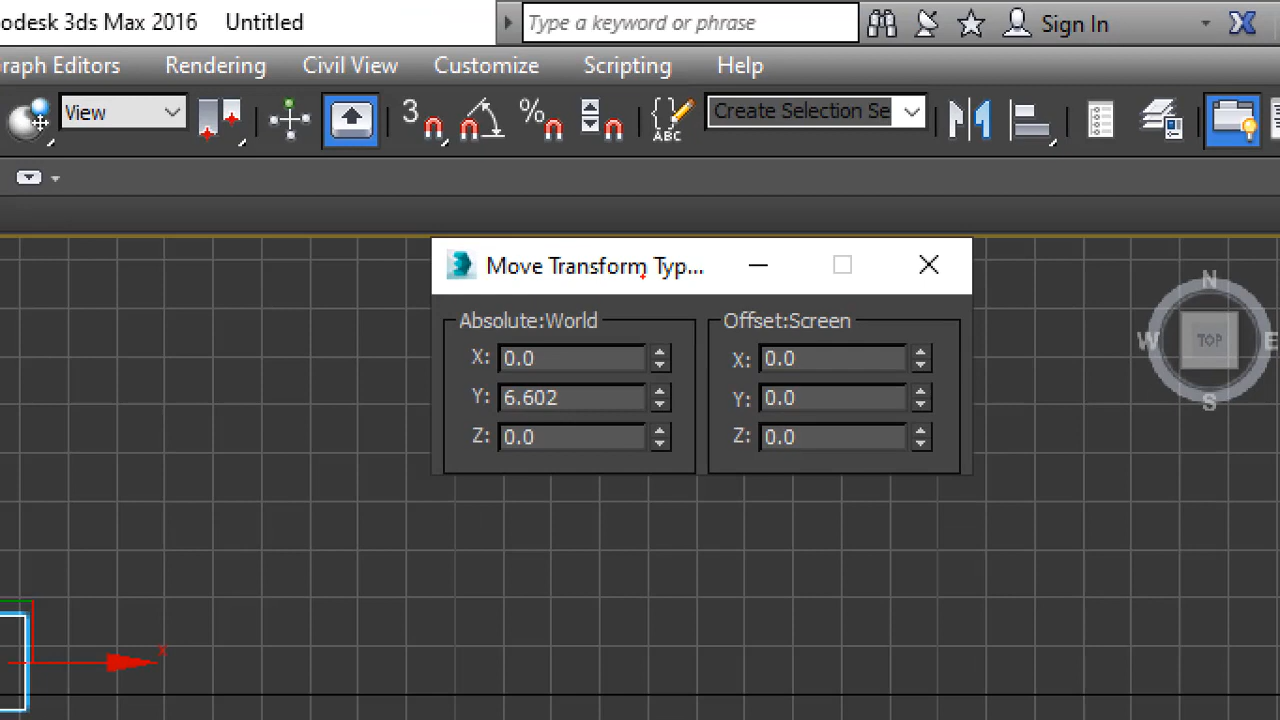 odesk 3ds Max 2016 Untitled Type a keyword or phrase Sign In
raph Editors Rendering Civil View Customize Scripting Help
View 3 % ABC Create Selection Se
Move Transform Typ...
Absolute:World Offset:Screen
X: 0.0 X: 0.0
Y: 6.602 Y: 0.0
Z: 0.0 Z: 0.0
N
W TOP E
S
x